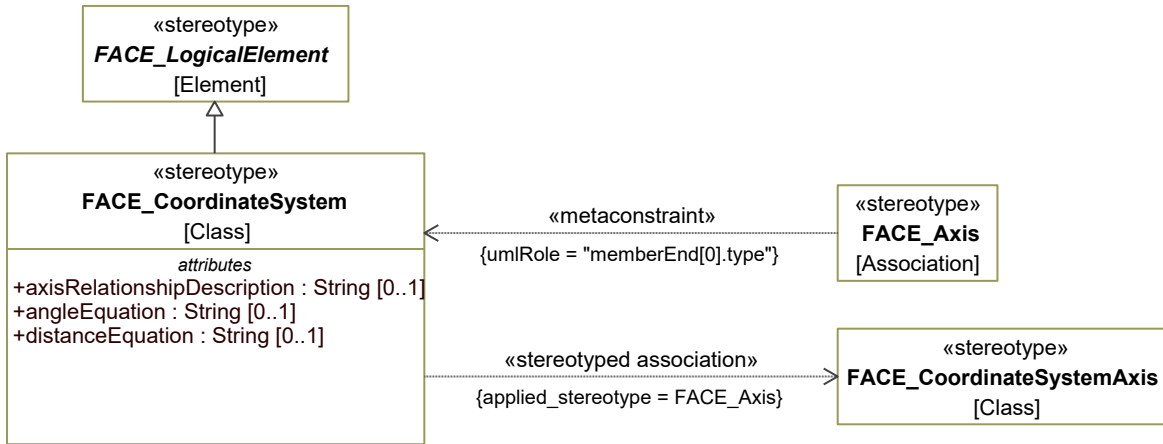 «stereotype»
FACE_LogicalElement
[Element]
«stereotype»
FACE_CoordinateSystem
[Class]
attributes
+axisRelationshipDescription : String [0..1]
+angleEquation : String [0..1]
+distanceEquation : String [0..1]
«metaconstraint»
{umlRole = "memberEnd[0].type"}
«stereotype»
FACE_Axis
[Association]
«stereotyped association»
{applied_stereotype = FACE_Axis}
«stereotype»
FACE_CoordinateSystemAxis
[Class]